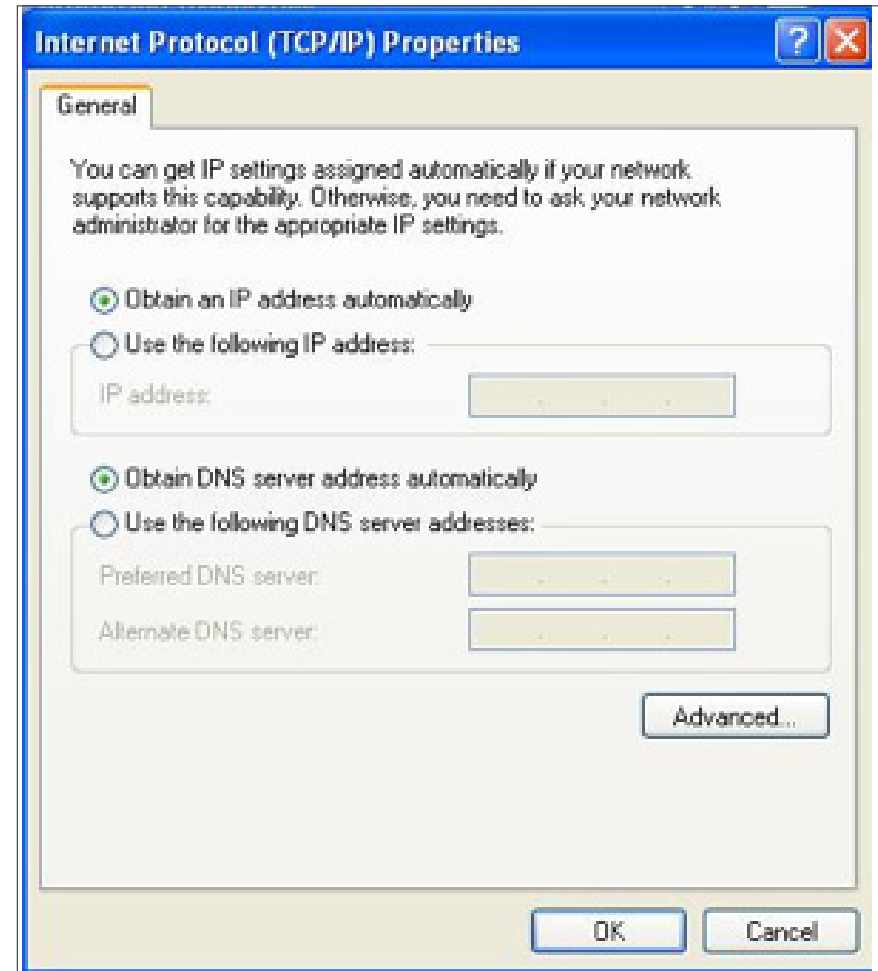 Internet Protocol (TCP/IP) Properties
General
You can get IP settings assigned automatically if your network
supports this capability. Otherwise, you need to ask your network
administrator for the appropriate IP settings.
Obtain an IP address automatically
Use the following IP address:
IP address:
Obtain DNS server address automatically
Use the following DNS server addresses:
Preferred DNS server:
Alternate DNS server:
Advanced...
OK Cancel